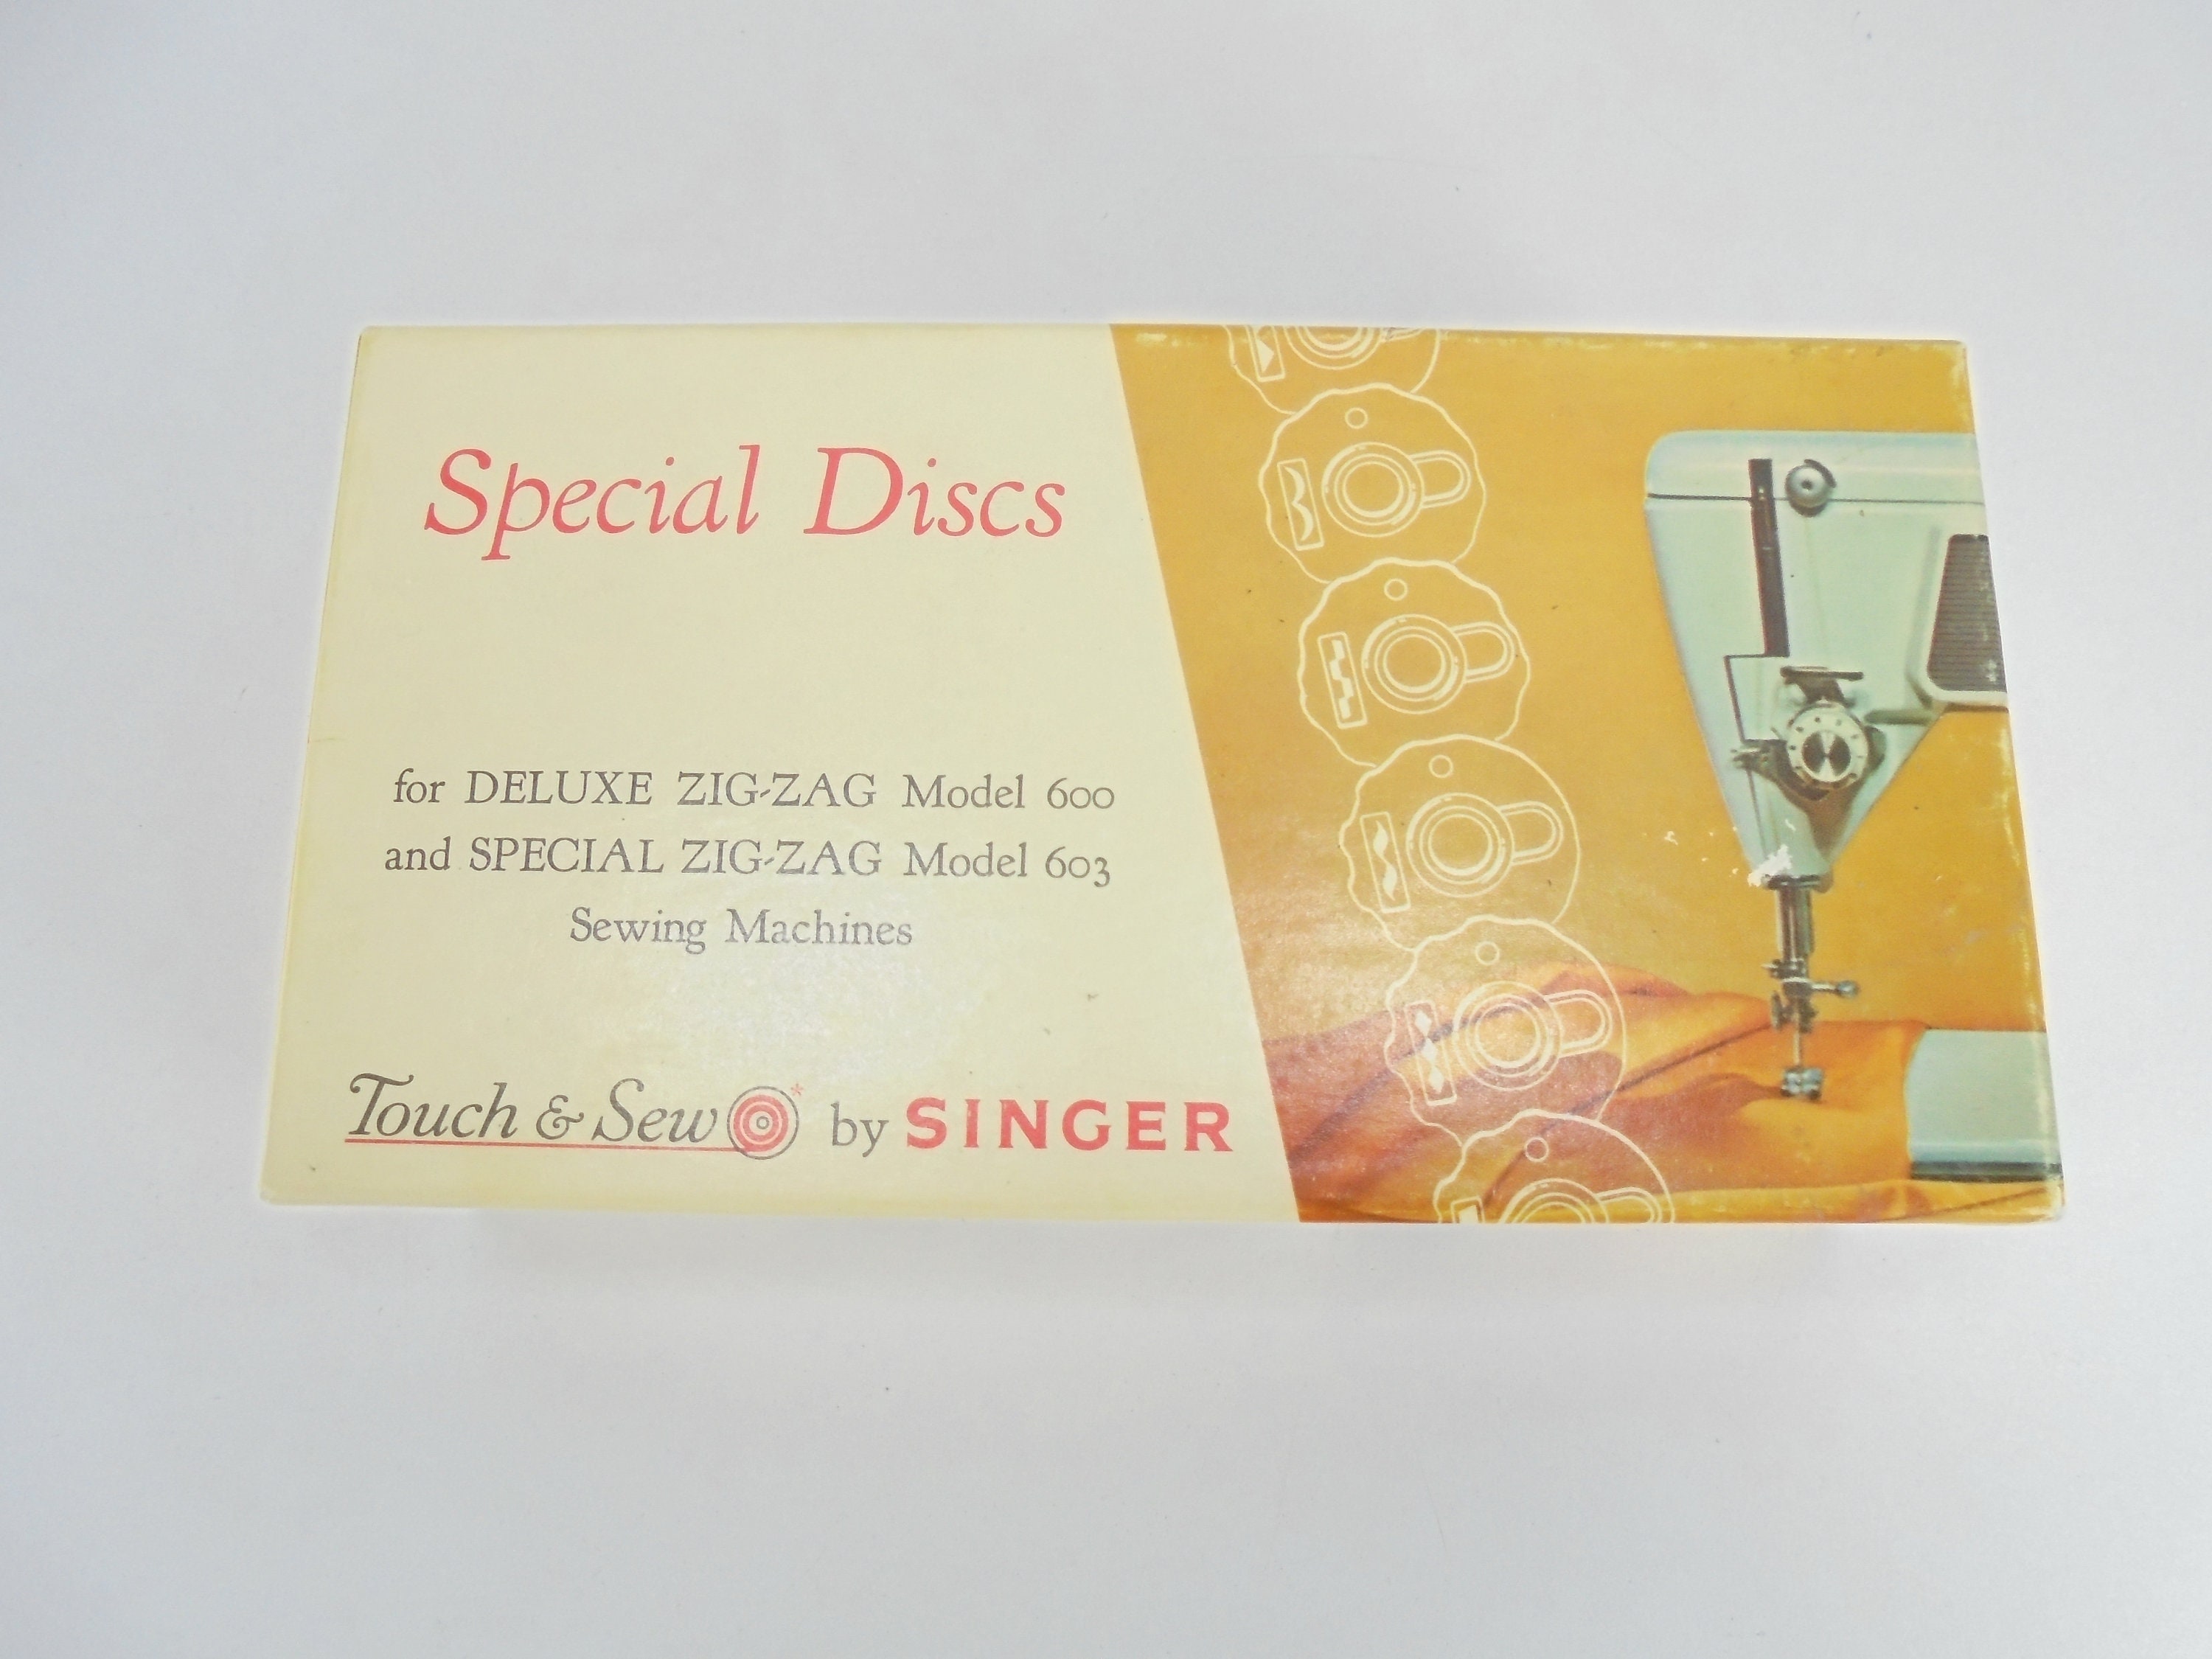 Special Discs
for DELUXE ZIG-ZAG Model 600
and SPECIAL ZIG-ZAG Model 603
Sewing Machines
Touch & Sew * by SINGER